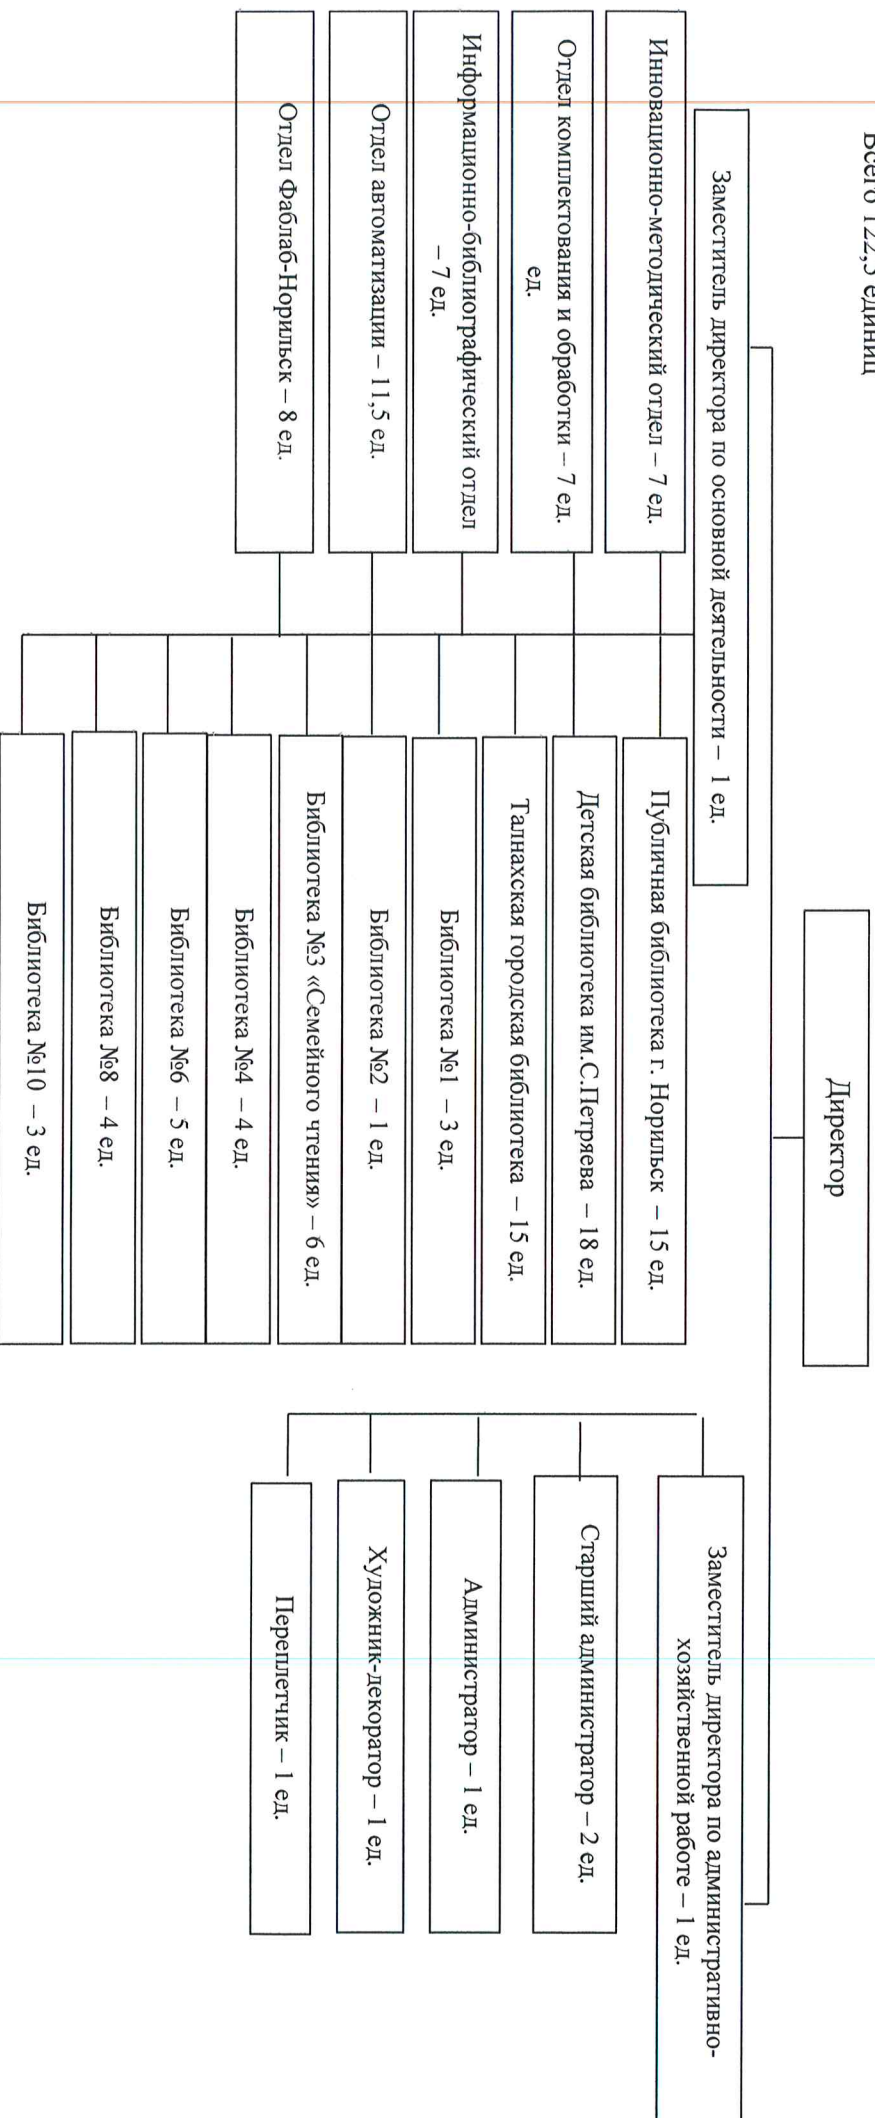 единиц
Директор
Заместитель директора по основной деятельности – 1 ед.
Инновационно-методический отдел – 7 ед.
Отдел комплектования и обработки – 7 ед.
ед.
Информационно-библиографический отдел
– 7 ед.
Отдел автоматизации – 11,5 ед.
Отдел Фаблаб-Норильск – 8 ед.
Публичная библиотека г. Норильск – 15 ед.
Детская библиотека им.С.Петряева – 18 ед.
Талнахская городская библиотека – 15 ед.
Библиотека №1 – 3 ед.
Библиотека №2 – 1 ед.
Библиотека №3 «Семейного чтения» – 6 ед.
Библиотека №4 – 4 ед.
Библиотека №6 – 5 ед.
Библиотека №8 – 4 ед.
Библиотека №10 – 3 ед.
Заместитель директора по административно-
хозяйственной работе – 1 ед.
Старший администратор – 2 ед.
Администратор – 1 ед.
Художник-декоратор – 1 ед.
Переплетчик – 1 ед.